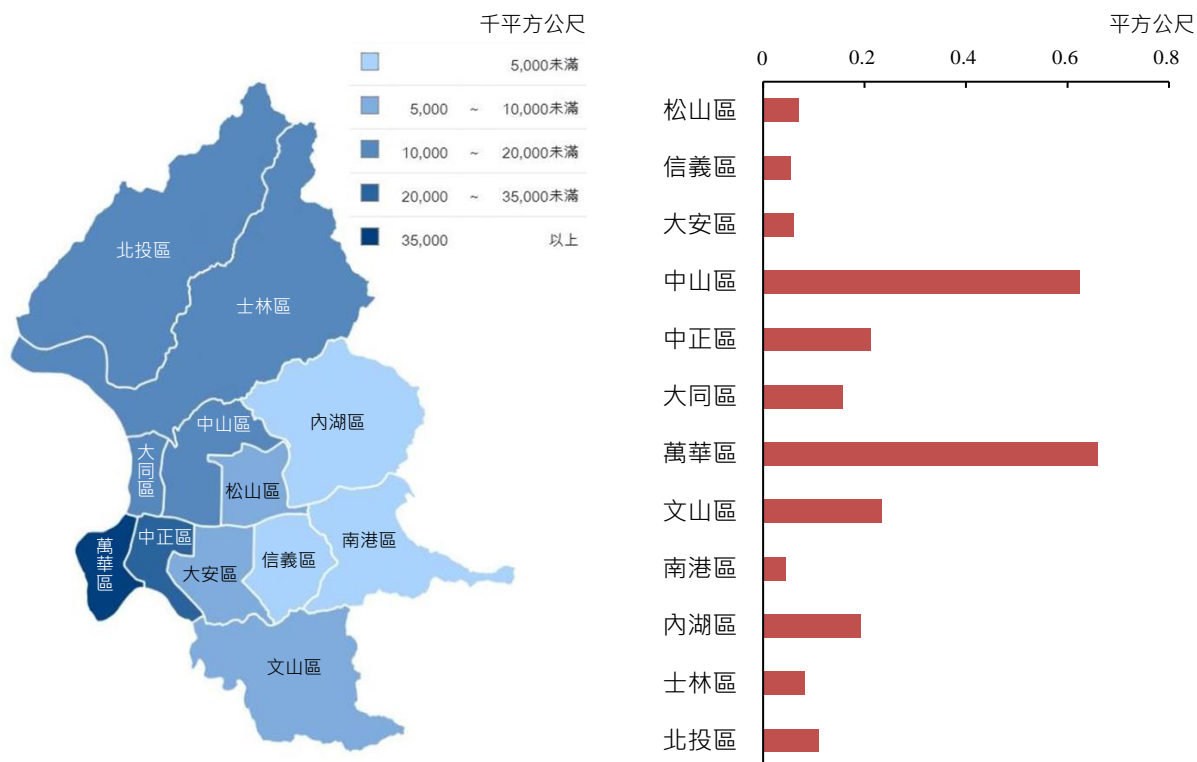 千平方公尺
5,000未滿
5,000 ~ 10,000未滿
10,000 ~ 20,000未滿
20,000 ~ 35,000未滿
35,000 以上
北投區
士林區
中山區
內湖區
大同區
松山區
中正區
萬華區
大安區
信義區
南港區
文山區
平方公尺
0 0.2 0.4 0.6 0.8
松山區
信義區
大安區
中山區
中正區
大同區
萬華區
文山區
南港區
內湖區
士林區
北投區